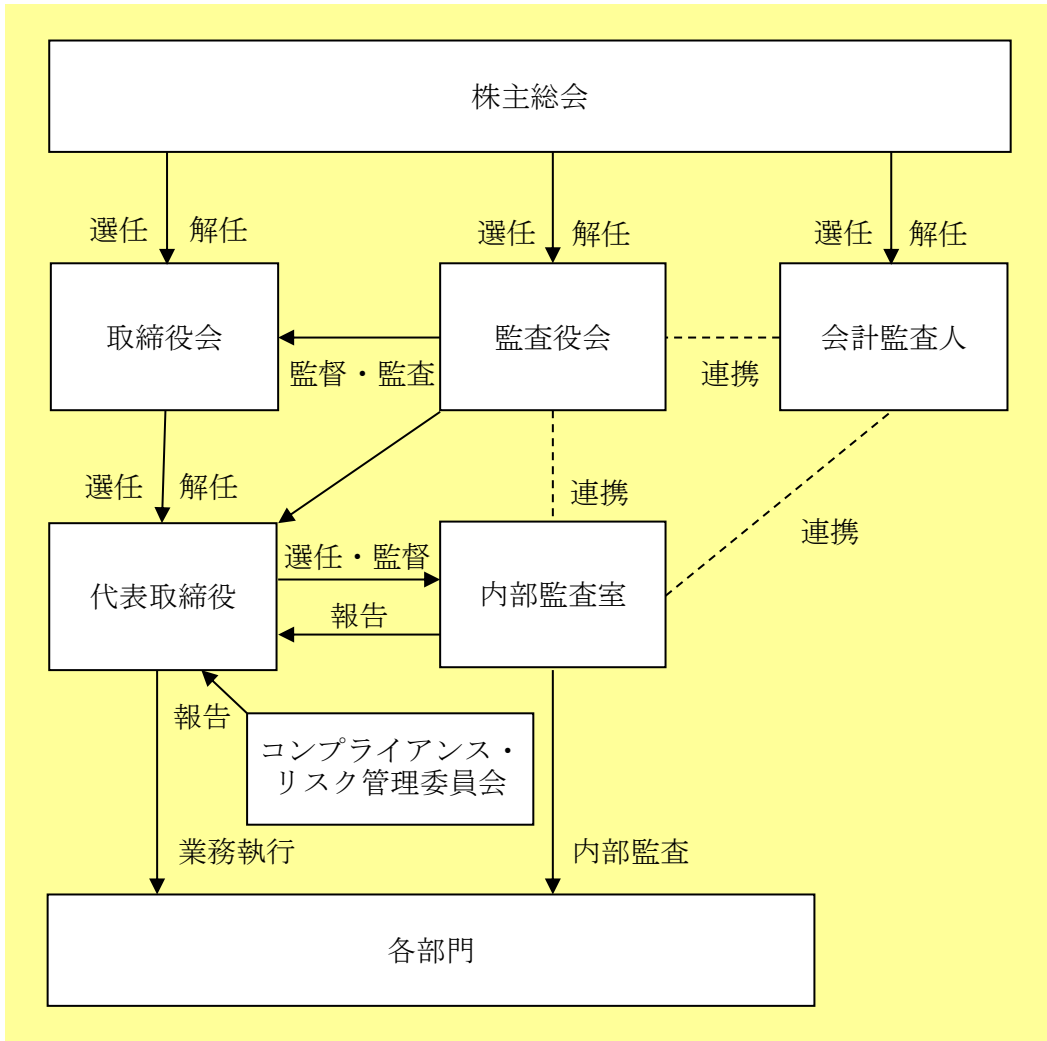 株主総会
選任 解任
選任 解任
選任 解任
取締役会
監査役会
会計監査人
監督・監査
連携
選任 解任
連携
連携
代表取締役
選任・監督
報告
内部監査室
報告
コンプライアンス・
リスク管理委員会
業務執行
内部監査
各部門